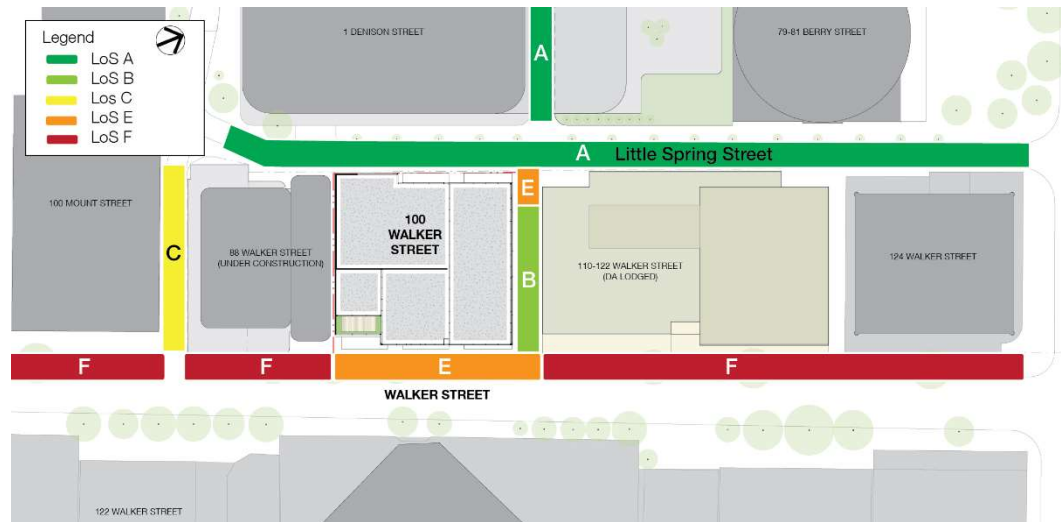 Legend
LoS A
LoS B
Los C
LoS E
LoS F
1 DENISON STREET
A
79-81 BERRY STREET
A Little Spring Street
100 MOUNT STREET
C
88 WALKER STREET
(UNDER CONSTRUCTION)
100
WALKER
STREET
E
B
110-122 WALKER STREET
(DA LODGED)
124 WALKER STREET
F
F
E
F
WALKER STREET
122 WALKER STREET